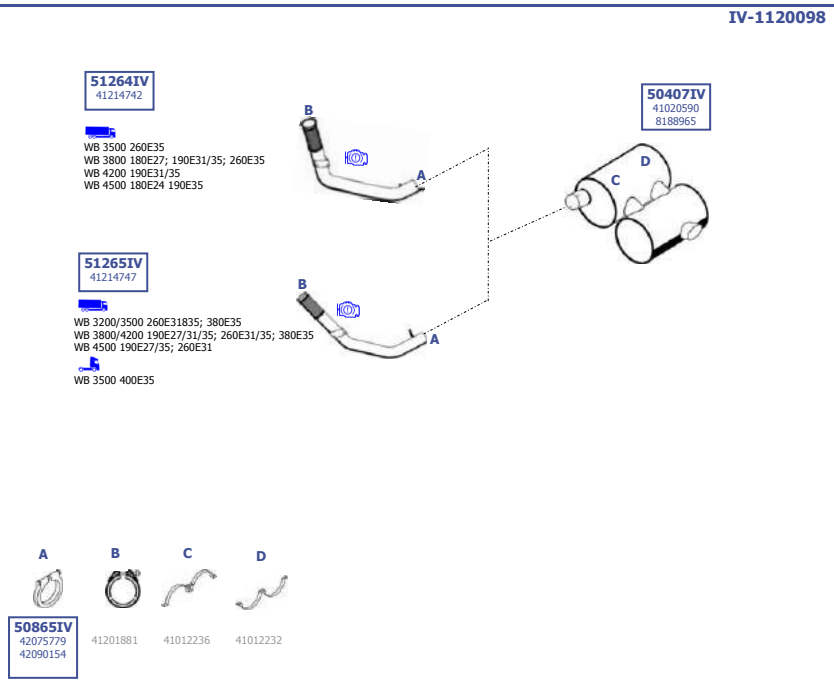 IV-1120098
51264IV
41214742
WB 3500 260E35
WB 3800 180E27; 190E31/35; 260E35
WB 4200 190E31/35
WB 4500 180E24 190E35
B
A
50407IV
41020590
8188965
D
C
51265IV
41214747
WB 3200/3500 260E31835; 380E35
WB 3800/4200 190E27/31/35; 260E31/35; 380E35
WB 4500 190E27/35; 260E31
WB 3500 400E35
B
A
A B C D
50865IV
42075779
42090154
41201881 41012236 41012232